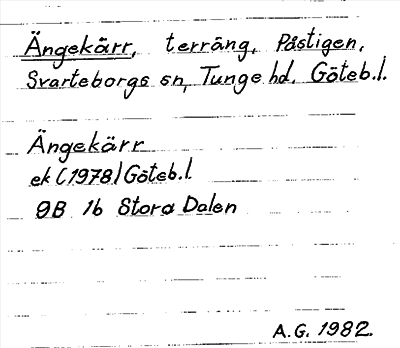 Ängekärr, terräng, Påstigen,
Svarteborgs sn, Tunge hd. Göteb.l.
Ängekärr
ek (1978) Göteb.l
9B 1b Stora Dalen
A.G. 1982.